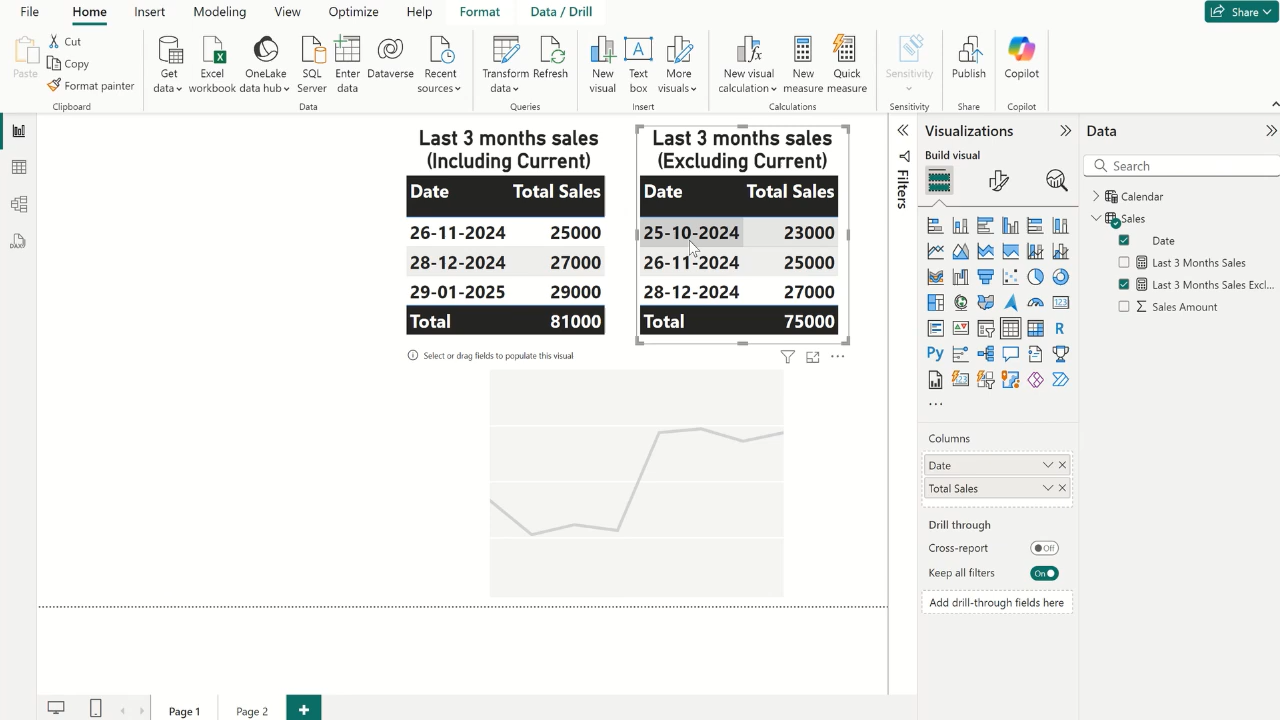 File Home Insert Modeling View Optimize Help Format Data / Drill Share
Paste
Cut
Copy
Format painter
Clipboard
Get data
Excel workbook
OneLake data hub
SQL Server
Enter data
Dataverse
Recent sources
Data
Transform data
Refresh
Queries
New visual
Text box
More visuals
Insert
New visual calculation
New measure
Quick measure
Calculations
Sensitivity
Sensitivity
Publish
Share
Copilot
Copilot
Last 3 months sales
(Including Current)
Date Total Sales
26-11-2024 25000
28-12-2024 27000
29-01-2025 29000
Total 81000
Last 3 months sales
(Excluding Current)
Date Total Sales
25-10-2024 23000
26-11-2024 25000
28-12-2024 27000
Total 75000
Select or drag fields to populate this visual
Filters
Visualizations
Build visual
R
Py
123
Columns
Date
Total Sales
Drill through
Cross-report Off
Keep all filters On
Add drill-through fields here
Data
Search
Calendar
Sales
Date
Last 3 Months Sales
Last 3 Months Sales Excl...
Sales Amount
DAX
Page 1 Page 2